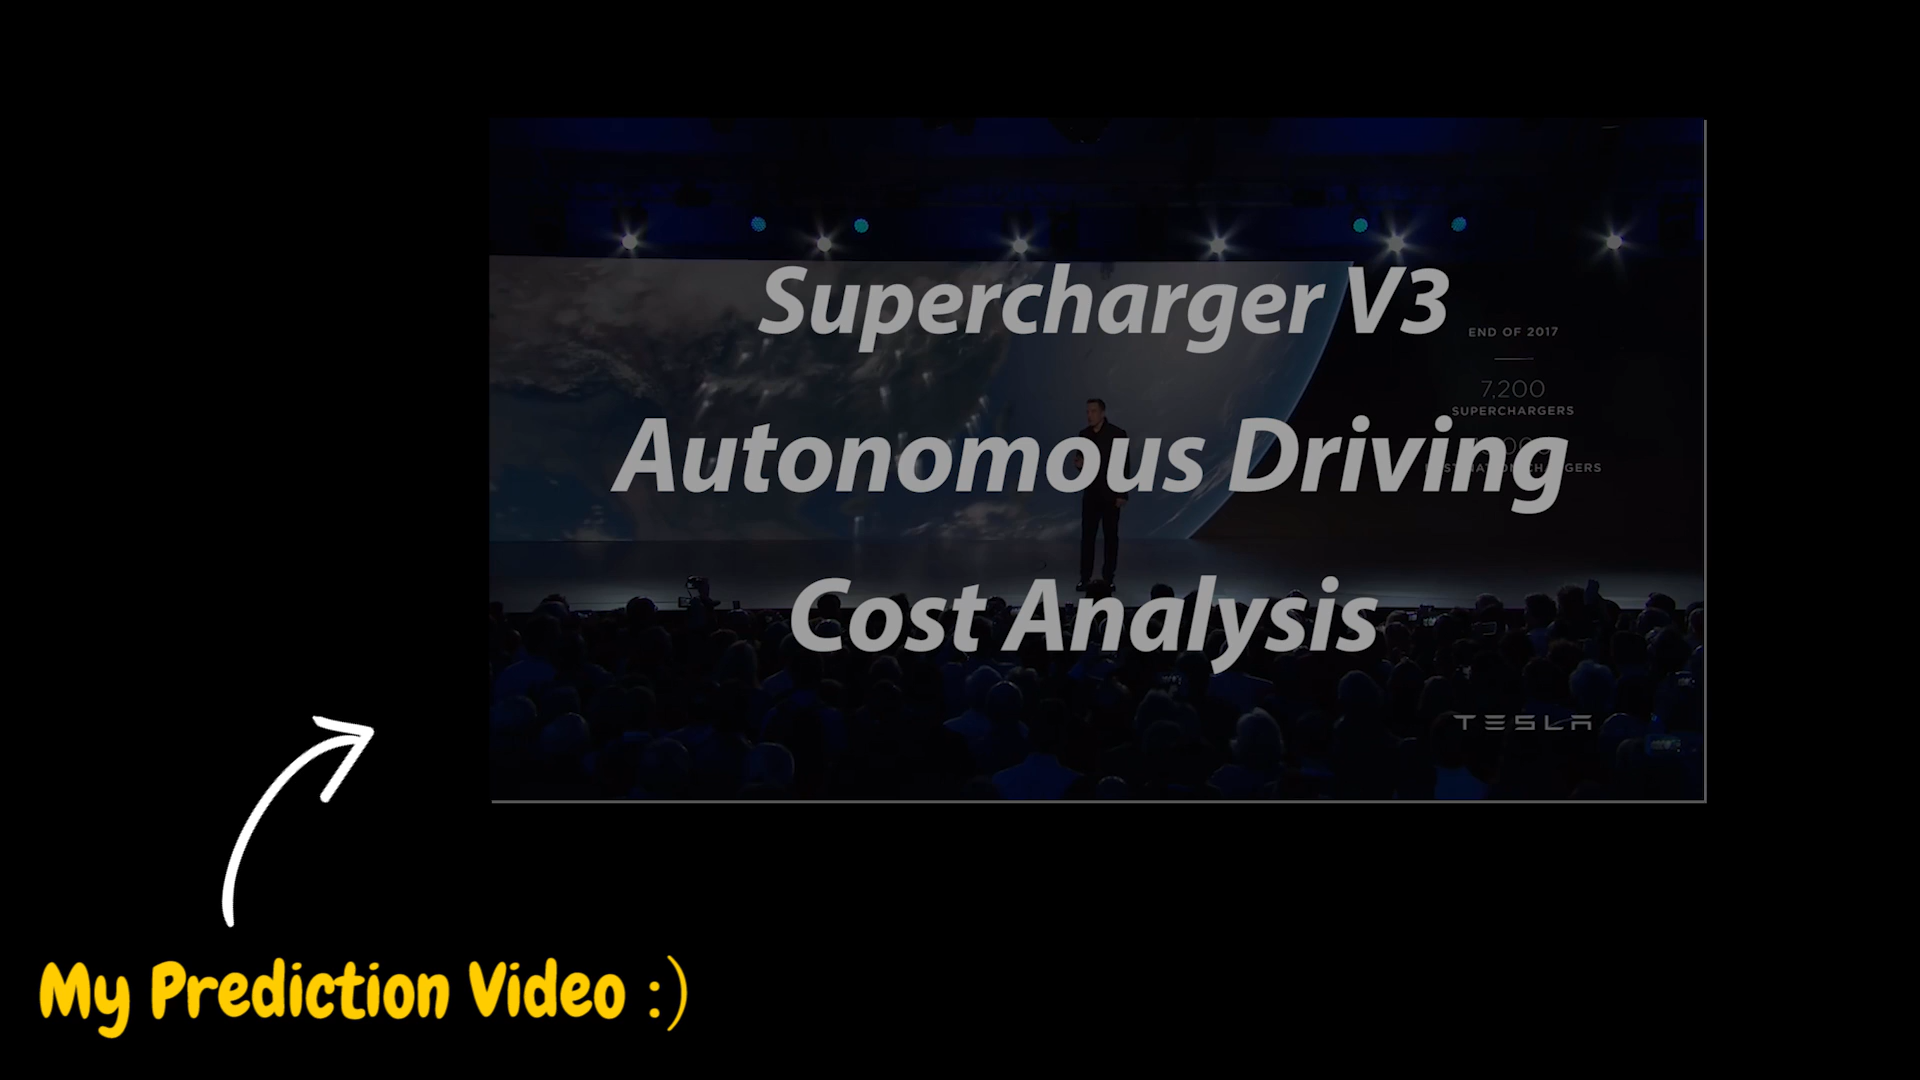 Supercharger V3
END OF 2017
7,200
SUPERCHARGERS
Autonomous Driving
Cost Analysis
TESLA
My Prediction Video :)